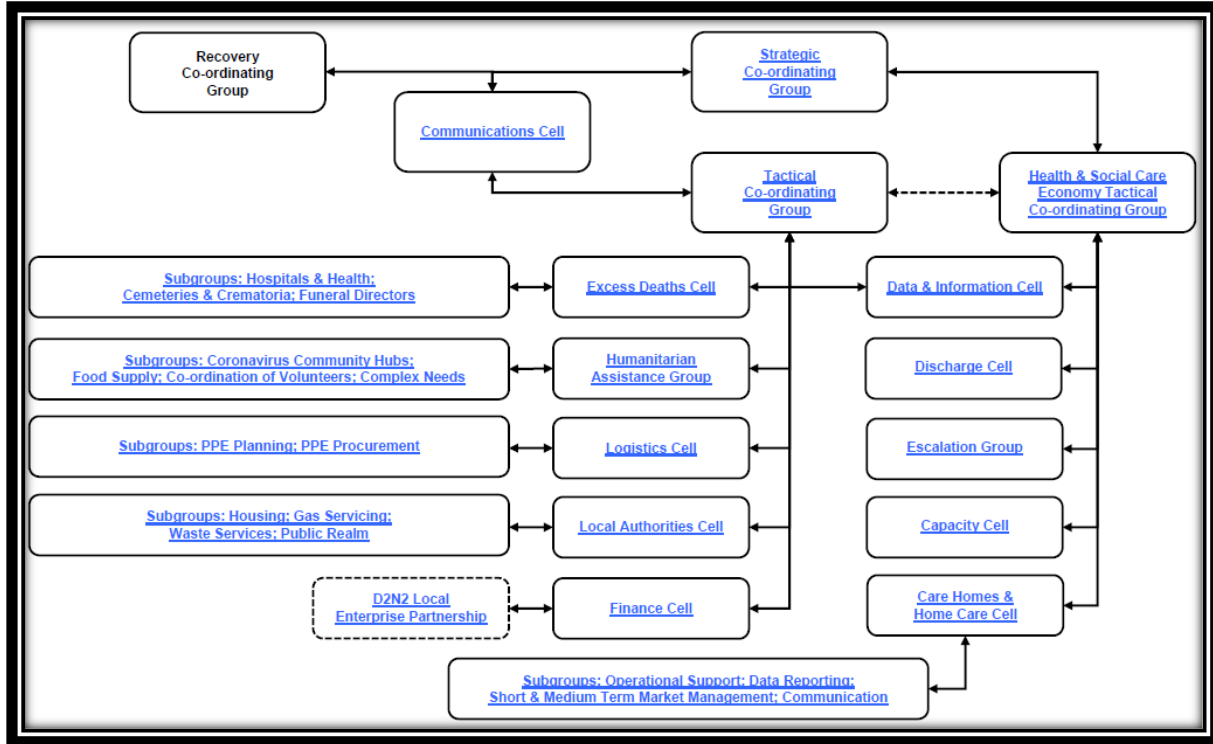 Recovery
Co-ordinating
Group
Strategic
Co-ordinating
Group
Communications Cell
Tactical
Co-ordinating
Group
Health & Social Care
Economy Tactical
Co-ordinating Group
Subgroups: Hospitals & Health;
Cemeteries & Crematoria; Funeral Directors
Excess Deaths Cell
Data & Information Cell
Subgroups: Coronavirus Community Hubs;
Food Supply; Co-ordination of Volunteers; Complex Needs
Humanitarian
Assistance Group
Discharge Cell
Subgroups: PPE Planning; PPE Procurement
Logistics Cell
Escalation Group
Subgroups: Housing; Gas Servicing;
Waste Services; Public Realm
Local Authorities Cell
Capacity Cell
D2N2 Local
Enterprise Partnership
Finance Cell
Care Homes &
Home Care Cell
Subgroups: Operational Support; Data Reporting;
Short & Medium Term Market Management; Communication